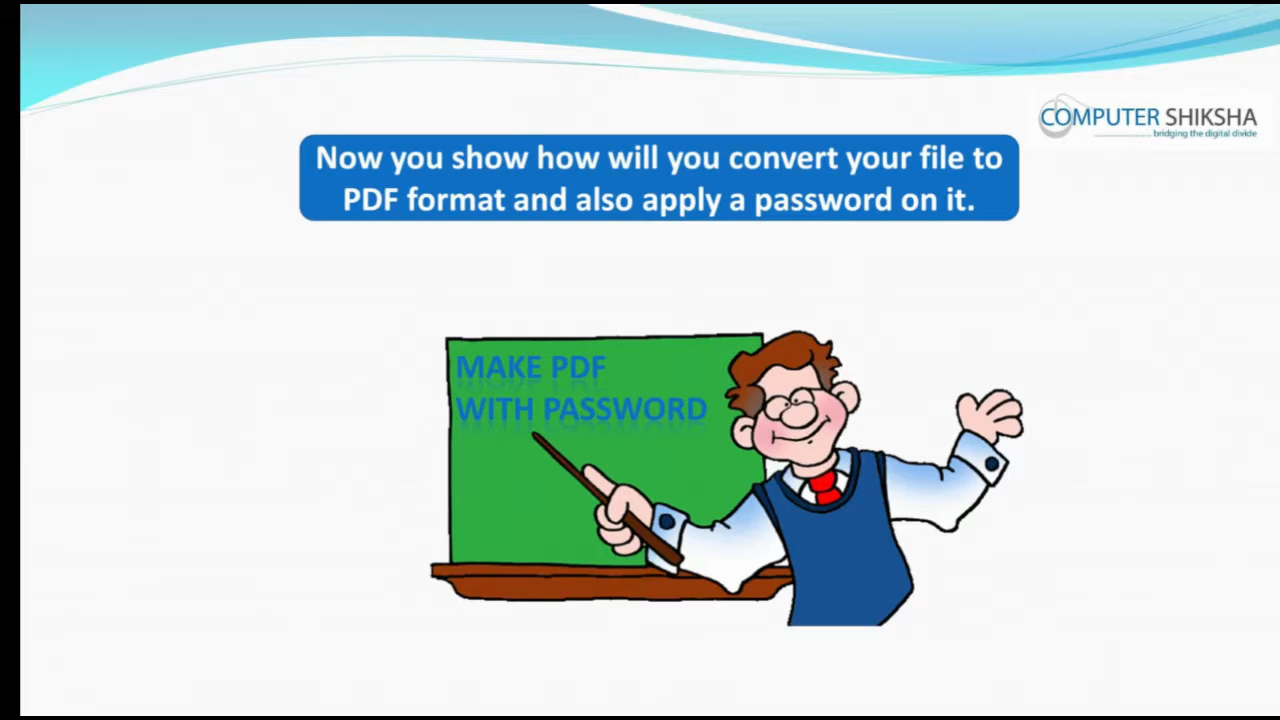 COMPUTER SHIKSHA
bridging the digital divide
Now you show how will you convert your file to
PDF format and also apply a password on it.
MAKE PDF
WITH PASSWORD